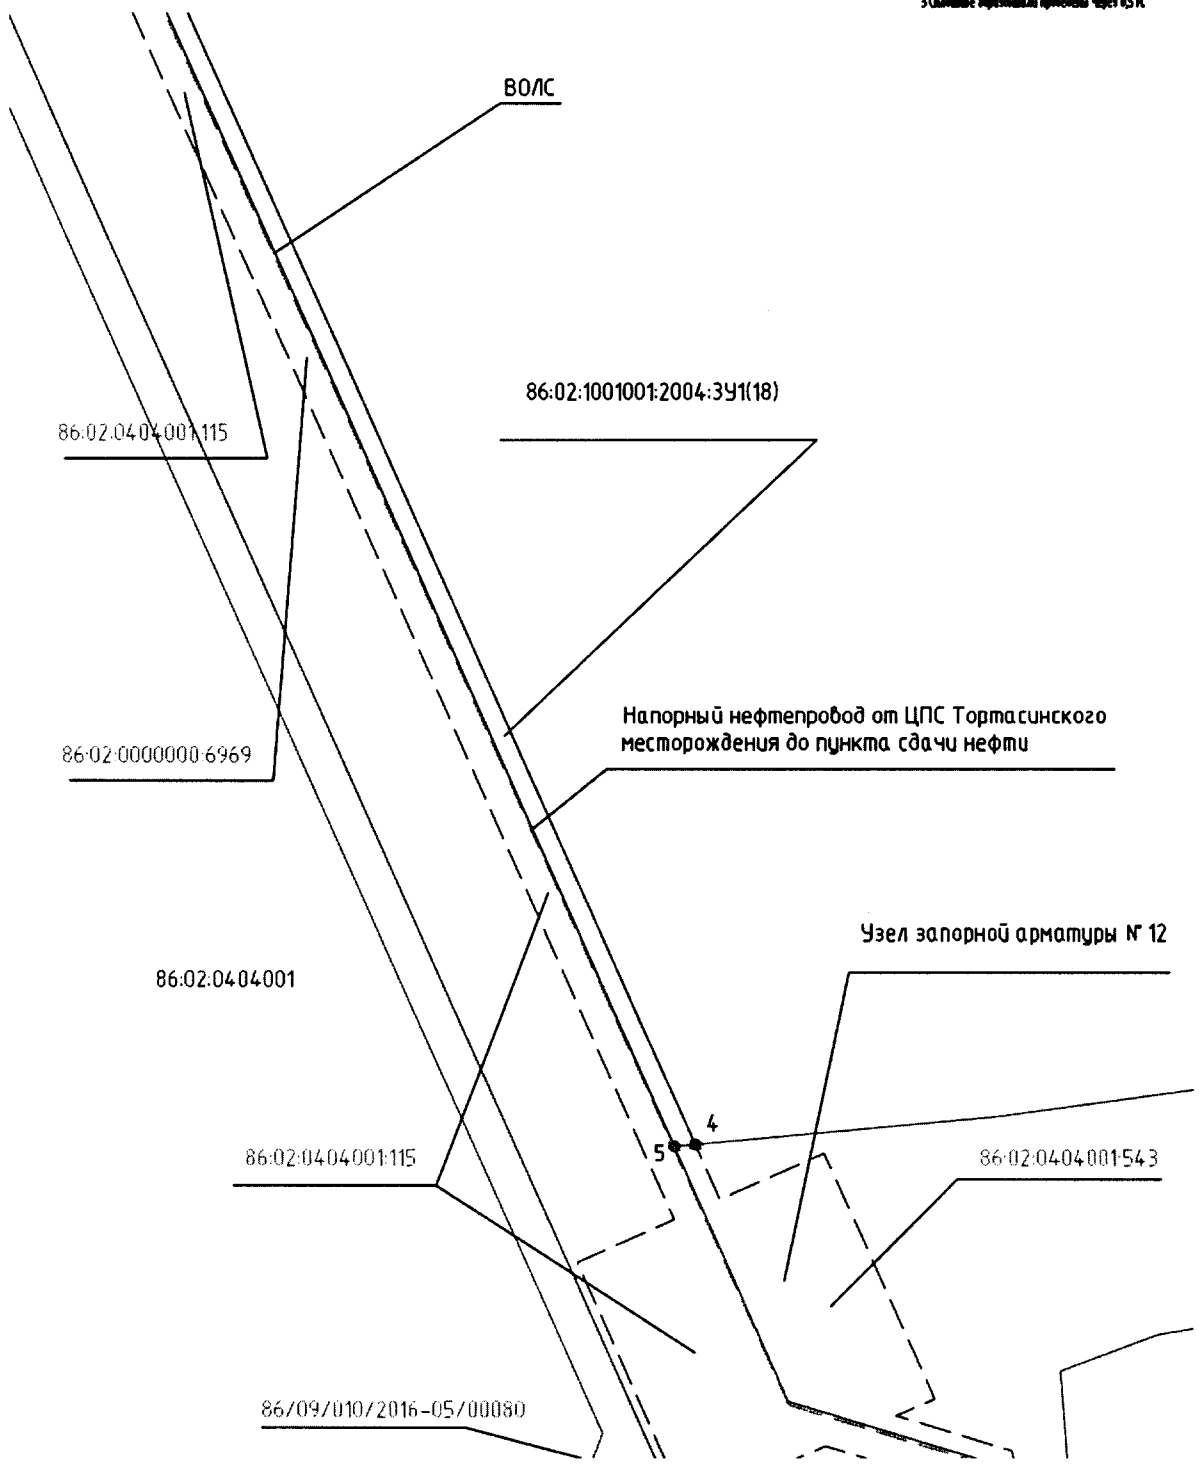 ВОЛС
86:02:1001001:2004:ЗУ1(18)
86:02:0404001:115
Напорный нефтепровод от ЦПС Тортасинского
месторождения до пункта сдачи нефти
86:02:0000000:6969
Узел запорной арматуры № 12
86:02:0404001
4
5
86:02:0404001:115
86:02:0404001:543
86/09/010/2016-05/00080